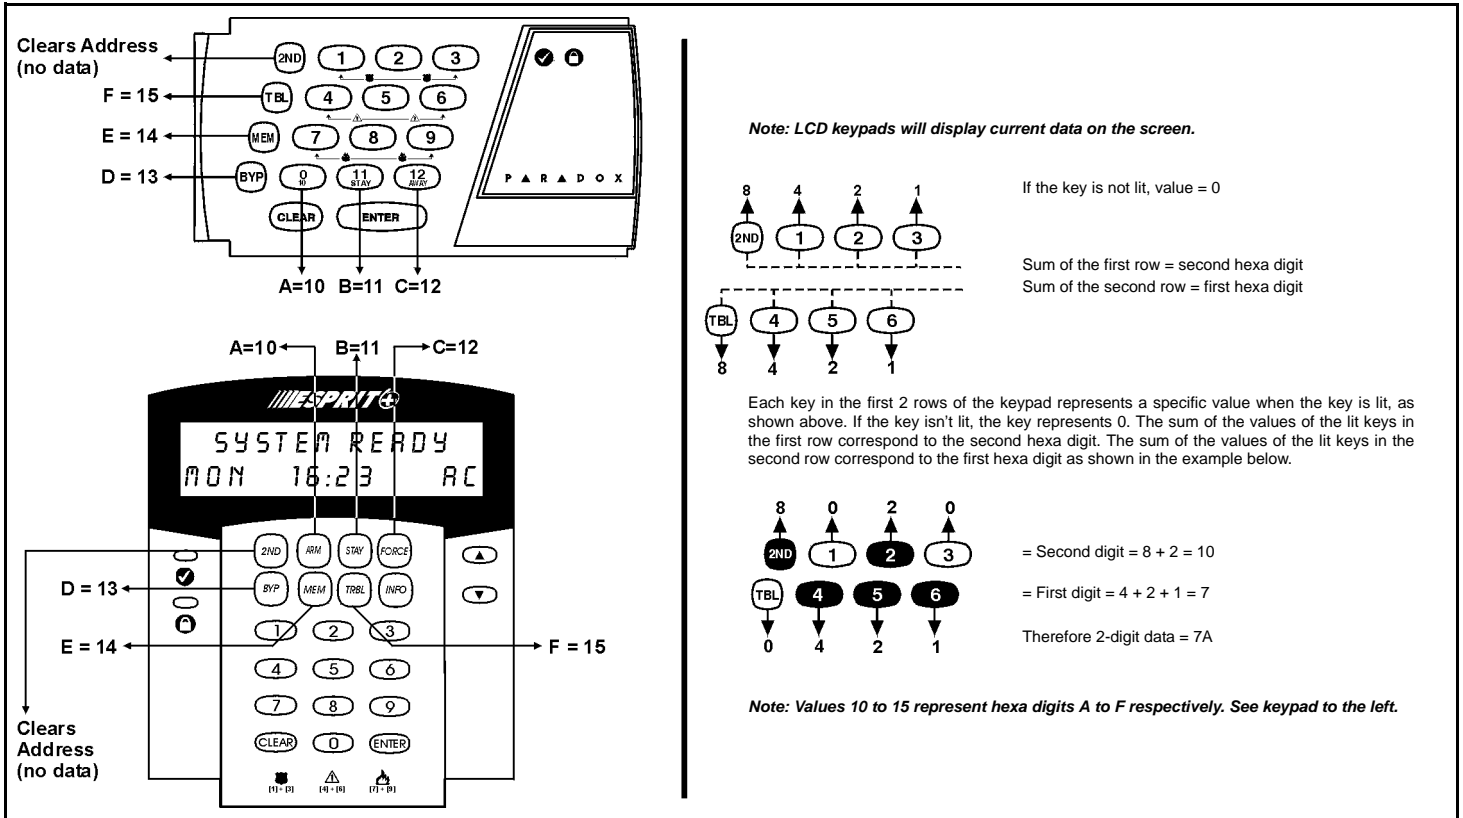 Clears Address
(no data)
F = 15
E = 14
D = 13
2ND 1 2 3
TBL 4 5 6
MEM 7 8 9
BYP 0 10 11 STAY 12 AWAY
CLEAR ENTER
PARADOX
A=10 B=11 C=12
A=10 B=11 C=12
ESPRIT+
SYSTEM READY
MON 16:23 AC
2ND ARM STAY FORCE
D = 13
BYP MEM TRBL INFO
1 2 3
E = 14
F = 15
4 5 6
7 8 9
CLEAR 0 ENTER
Clears
Address
(no data)
[1] + [3] [4] + [6] [7] + [9]
Note: LCD keypads will display current data on the screen.
8 4 2 1
If the key is not lit, value = 0
2ND 1 2 3
Sum of the first row = second hexa digit
Sum of the second row = first hexa digit
TBL 4 5 6
8 4 2 1
Each key in the first 2 rows of the keypad represents a specific value when the key is lit, as
shown above. If the key isn't lit, the key represents 0. The sum of the values of the lit keys in
the first row correspond to the second hexa digit. The sum of the values of the lit keys in the
second row correspond to the first hexa digit as shown in the example below.
8 0 2 0
2ND 1 2 3
= Second digit = 8 + 2 = 10
TBL 4 5 6
= First digit = 4 + 2 + 1 = 7
0 4 2 1
Therefore 2-digit data = 7A
Note: Values 10 to 15 represent hexa digits A to F respectively. See keypad to the left.